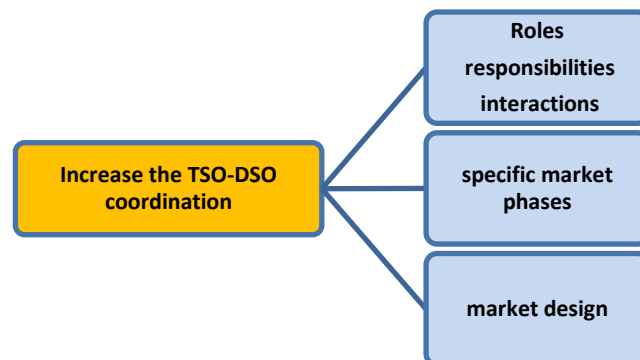 Roles
responsibilities
interactions
Increase the TSO-DSO
coordination
specific market
phases
market design